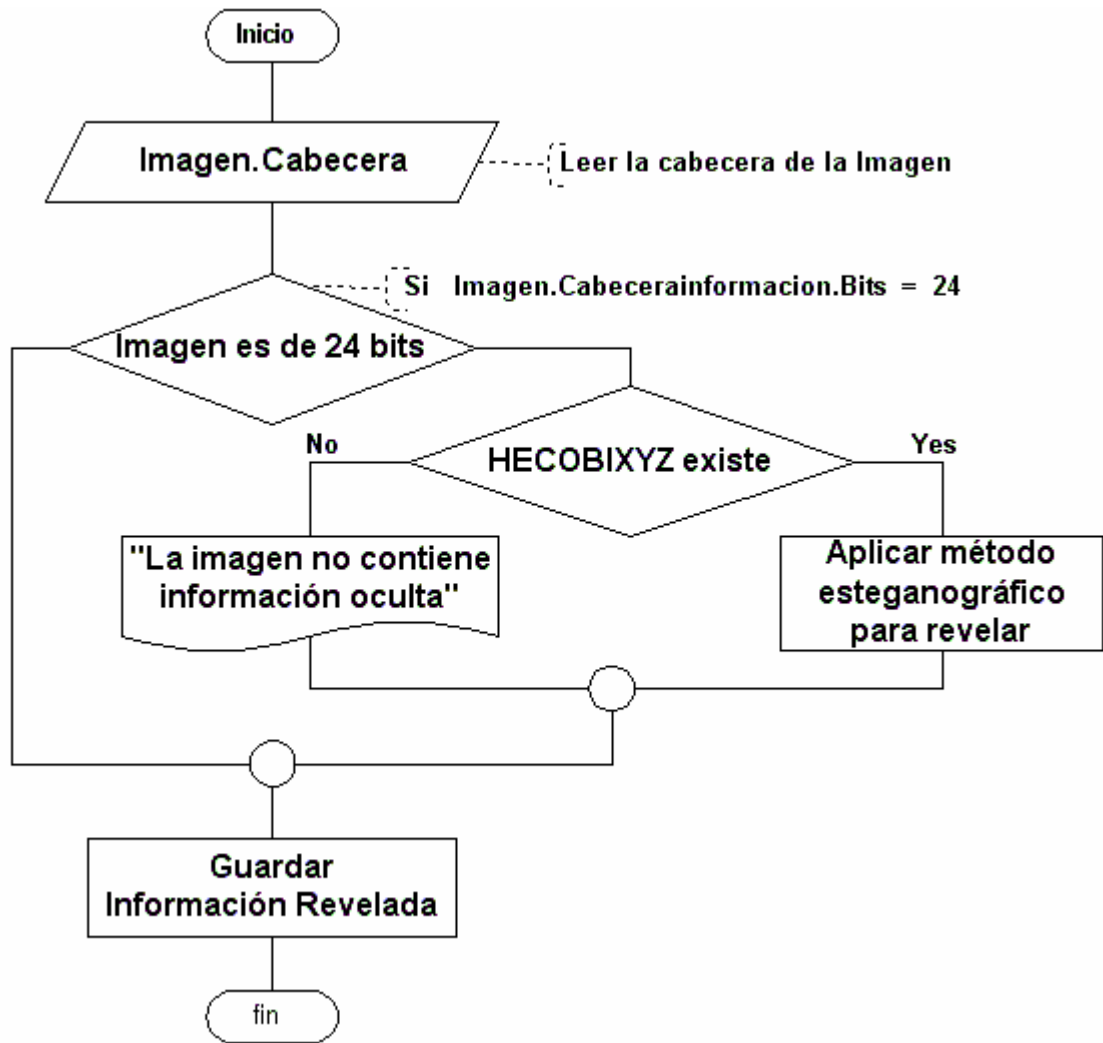 Inicio
Imagen.Cabecera
Leer la cabecera de la Imagen
Si Imagen.Cabecerainformacion.Bits = 24
Imagen es de 24 bits
No
HECOBIXYZ existe
Yes
"La imagen no contiene
información oculta"
Aplicar método
esteganográfico
para revelar
Guardar
Información Revelada
fin